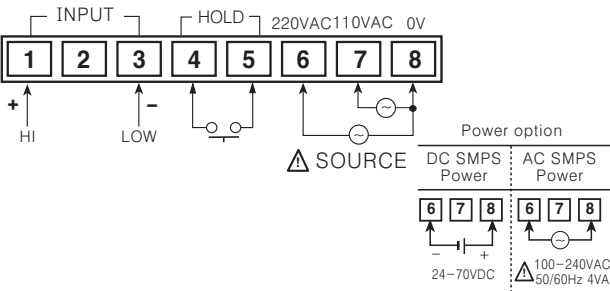 INPUT HOLD 220VAC 110VAC 0V
1 2 3 4 5 6 7 8
+ −
HI LOW
SOURCE
Power option
DC SMPS Power
AC SMPS Power
6 7 8
6 7 8
− +
24−70VDC
100−240VAC
50/60Hz 4VA